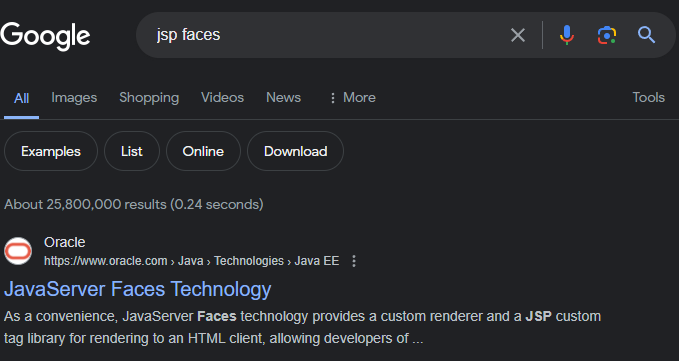 Google jsp faces
All Images Shopping Videos News More Tools
Examples List Online Download
About 25,800,000 results (0.24 seconds)
Oracle
https://www.oracle.com › Java › Technologies › Java EE
JavaServer Faces Technology
As a convenience, JavaServer Faces technology provides a custom renderer and a JSP custom
tag library for rendering to an HTML client, allowing developers of ...